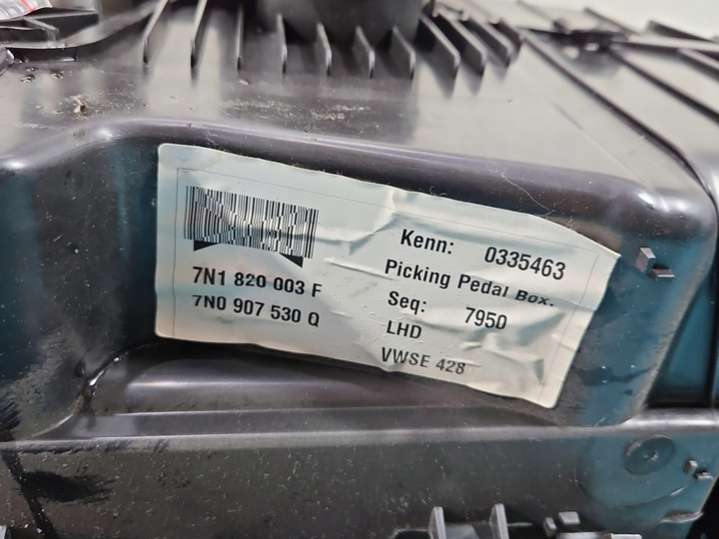 7N1 820 003 F
7N0 907 530 Q
Kenn: 0335463
Picking Pedal Box.
Seq: 7950
LHD
VWSE 428